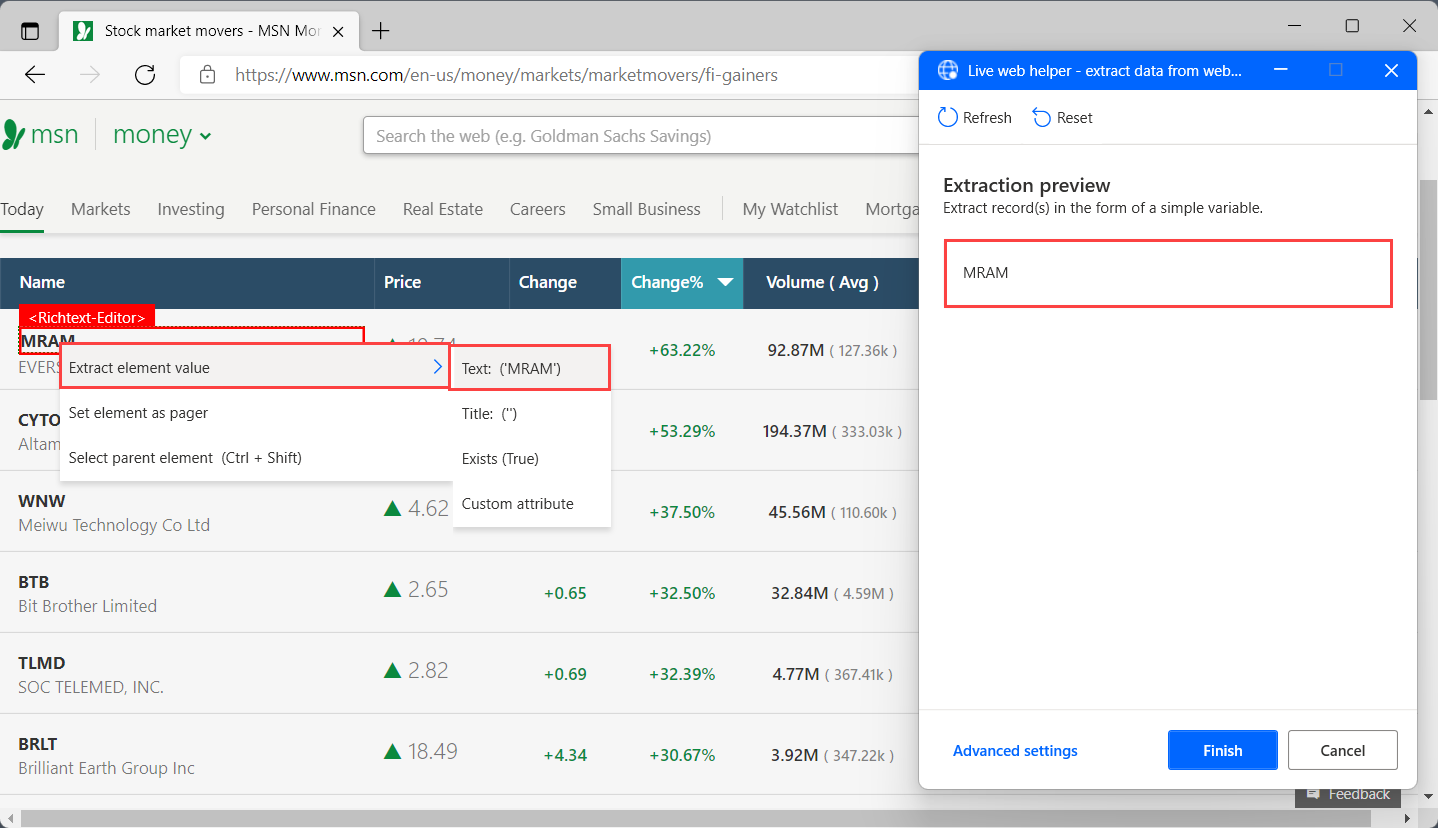 Stock market movers - MSN Mo
https://www.msn.com/en-us/money/markets/marketmovers/fi-gainers
msn money
Search the web (e.g. Goldman Sachs Savings)
Today Markets Investing Personal Finance Real Estate Careers Small Business My Watchlist Mortga
Name Price Change Change% Volume ( Avg )
<Richtext-Editor>
MRAM +63.22% 92.87M ( 127.36k )
EVERS
Extract element value
Set element as pager
Select parent element (Ctrl + Shift)
Text: ('MRAM')
Title: ('')
Exists (True)
Custom attribute
CYTO +53.29% 194.37M ( 333.03k )
Altam
WNW 4.62 +37.50% 45.56M ( 110.60k )
Meiwu Technology Co Ltd
BTB 2.65 +0.65 +32.50% 32.84M ( 4.59M )
Bit Brother Limited
TLMD 2.82 +0.69 +32.39% 4.77M ( 367.41k )
SOC TELEMED, INC.
BRLT 18.49 +4.34 +30.67% 3.92M ( 347.22k )
Brilliant Earth Group Inc
Live web helper - extract data from web...
Refresh Reset
Extraction preview
Extract record(s) in the form of a simple variable.
MRAM
Advanced settings Finish Cancel
Feedback